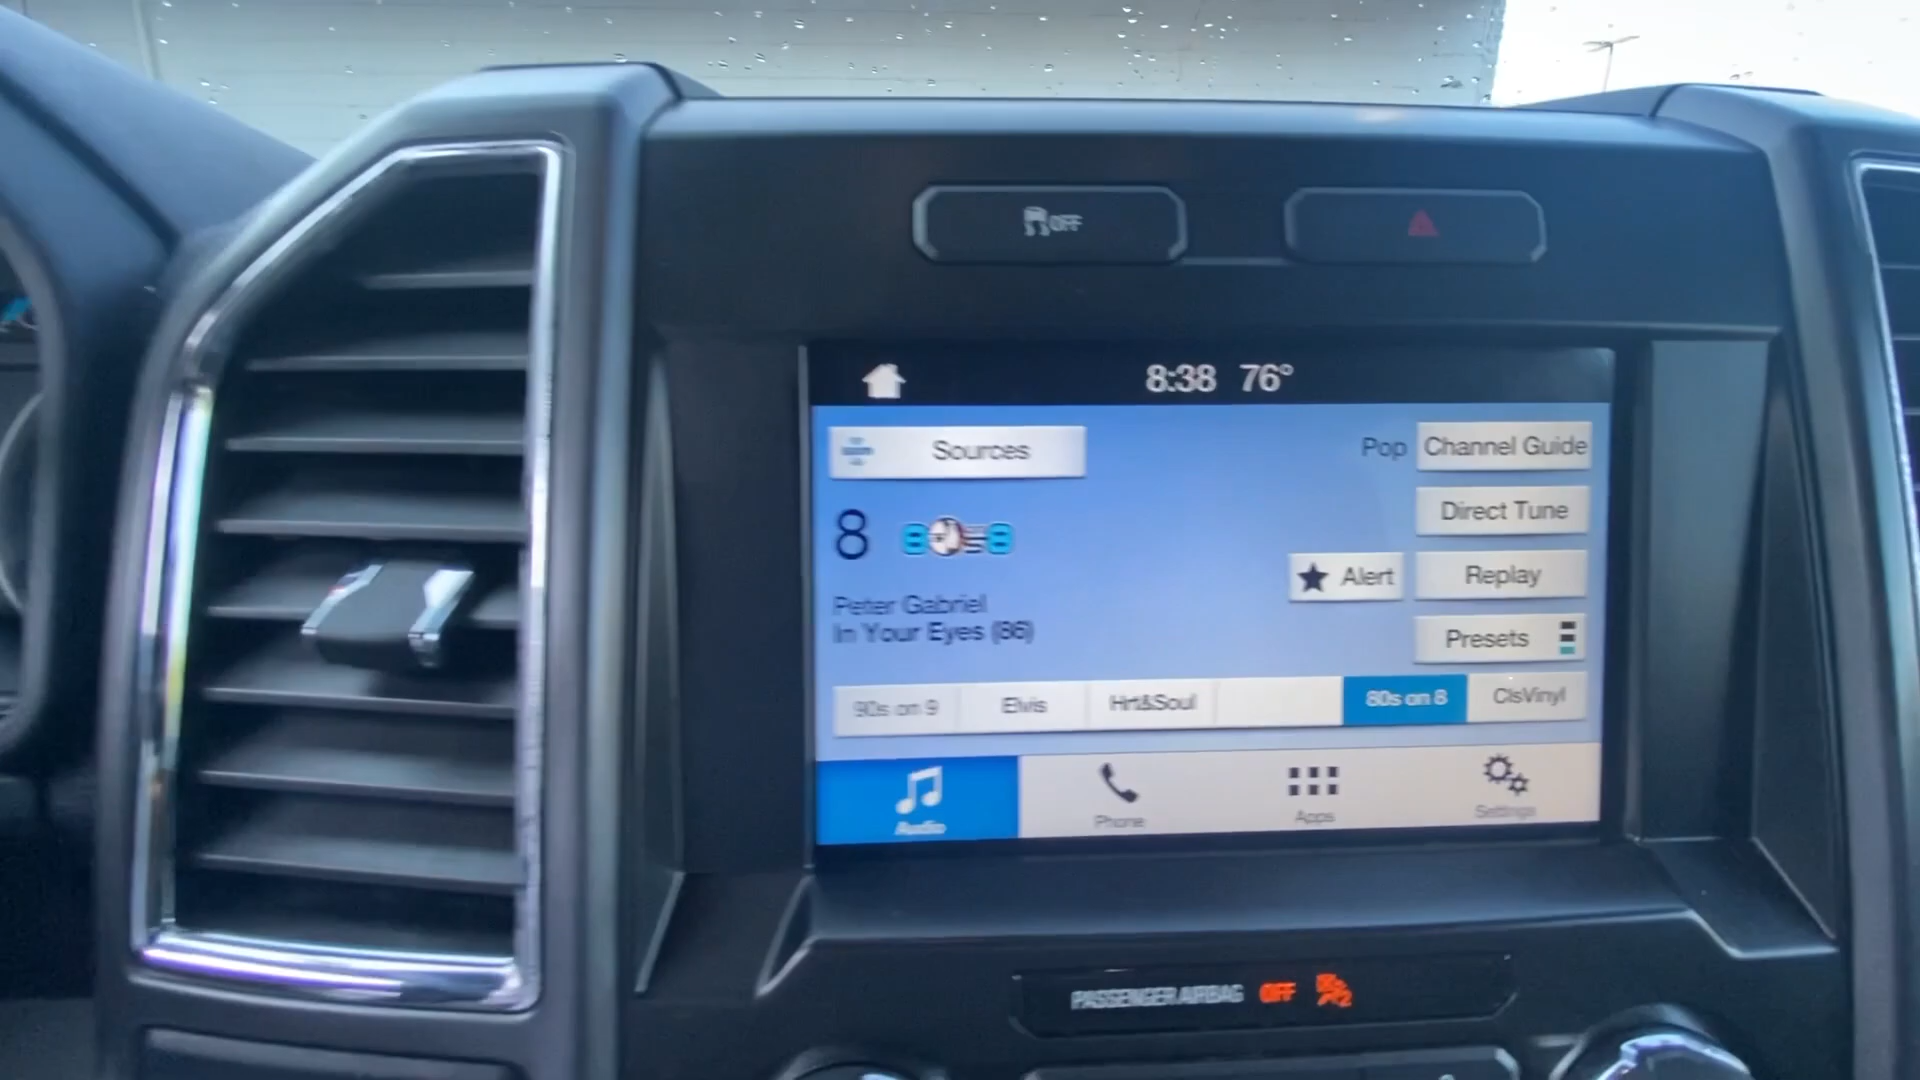 OFF
8:38 76°
Sources
Pop
Channel Guide
Direct Tune
8
Alert
Replay
Peter Gabriel
In Your Eyes (86)
Presets
90s on 9
Elvis
Hrt&Soul
80s on 8
ClsVinyl
Audio
Phone
Apps
Settings
PASSENGER AIRBAG OFF